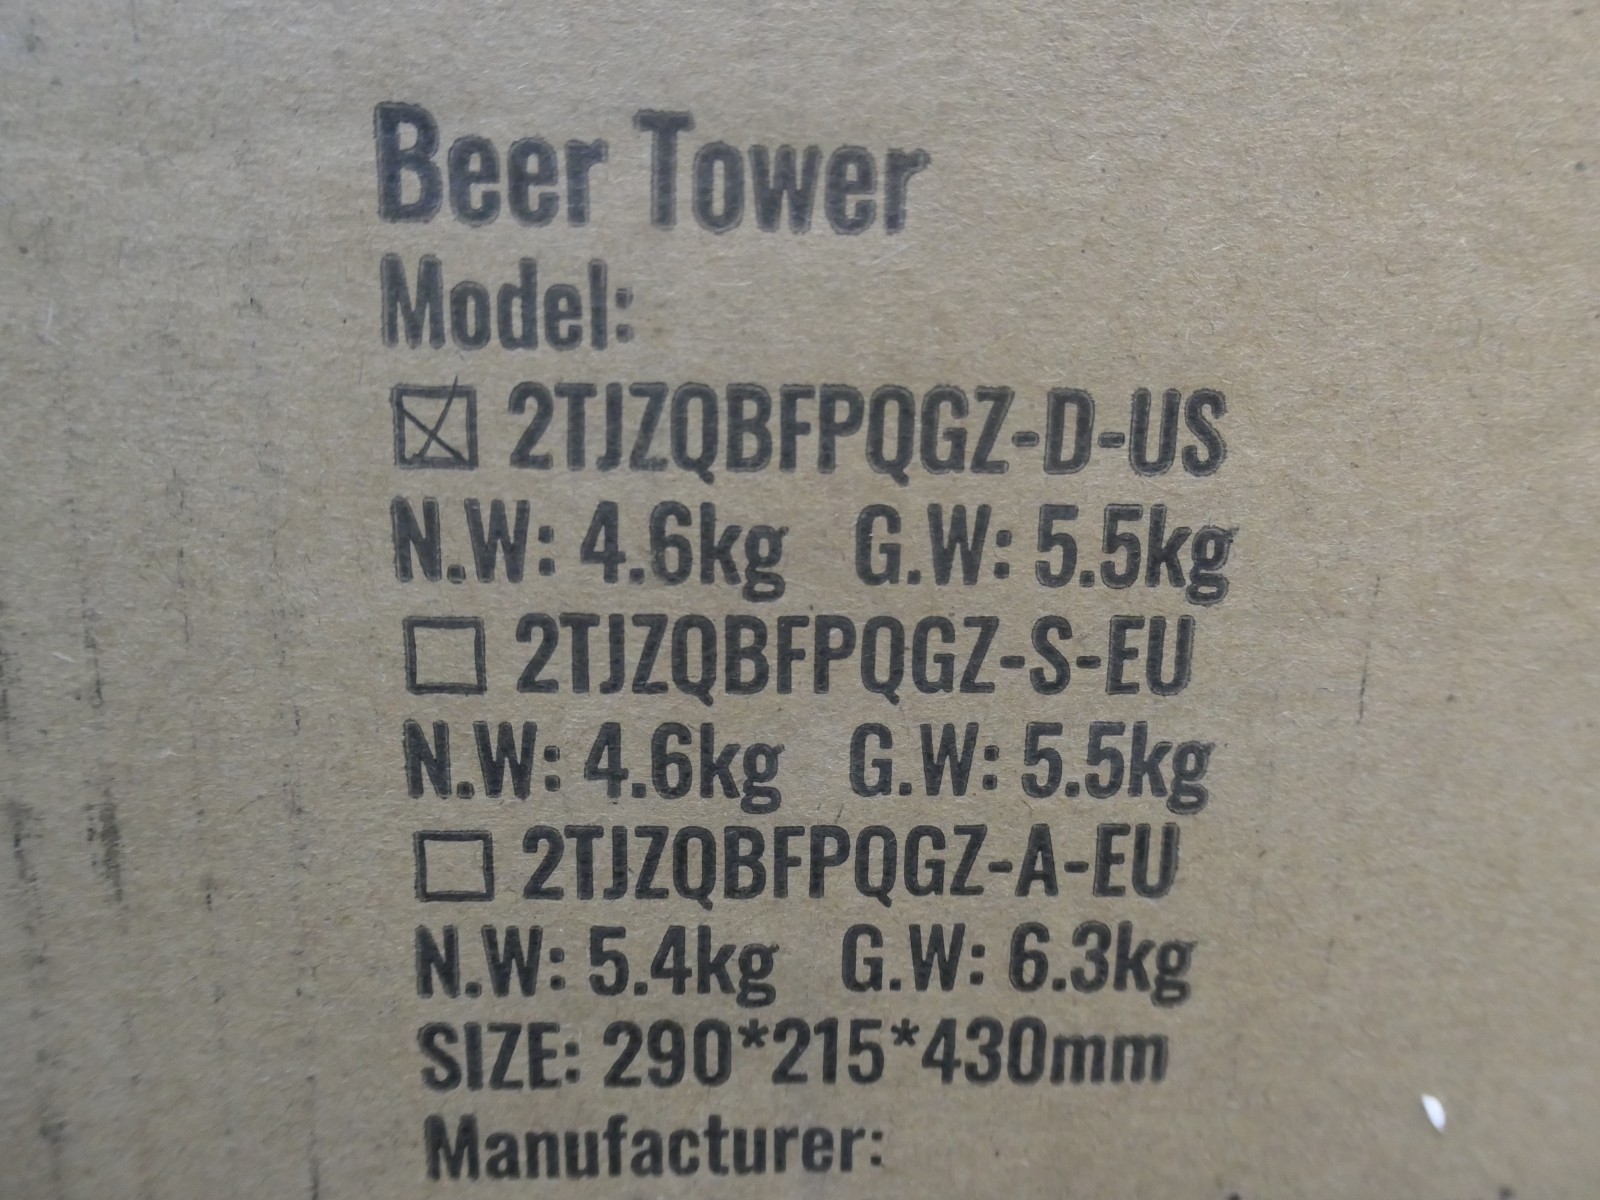 Beer Tower
Model:
☒ 2TJZQBFPQGZ-D-US
N.W: 4.6kg G.W: 5.5kg
☐ 2TJZQBFPQGZ-S-EU
N.W: 4.6kg G.W: 5.5kg
☐ 2TJZQBFPQGZ-A-EU
N.W: 5.4kg G.W: 6.3kg
SIZE: 290*215*430mm
Manufacturer: